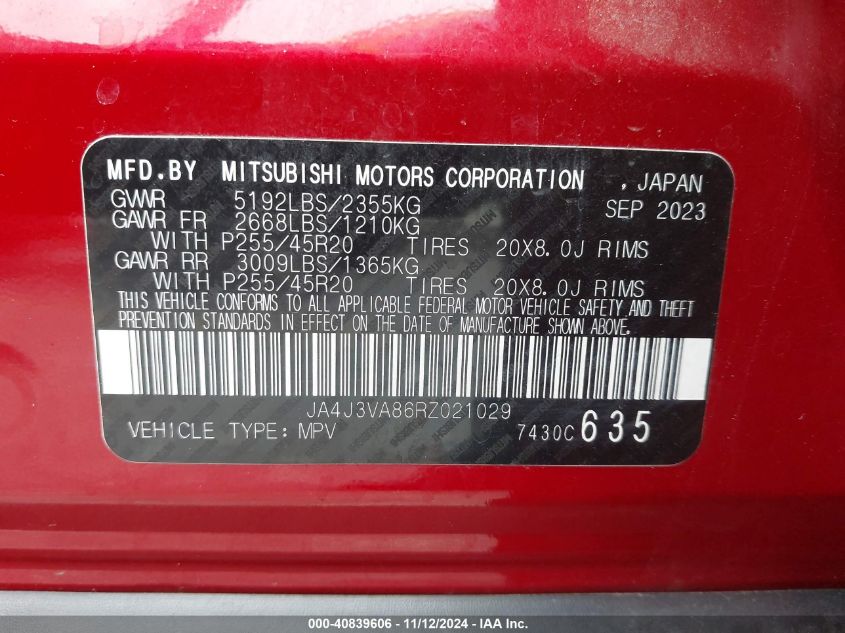 MFD.BY MITSUBISHI MOTORS CORPORATION , JAPAN
GVWR 5192LBS/2355KG SEP 2023
GAWR FR 2668LBS/1210KG
WITH P255/45R20 TIRES 20X8.0J RIMS
GAWR RR 3009LBS/1365KG
WITH P255/45R20 TIRES 20X8.0J RIMS
THIS VEHICLE CONFORMS TO ALL APPLICABLE FEDERAL MOTOR VEHICLE SAFETY AND THEFT
PREVENTION STANDARDS IN EFFECT ON THE DATE OF MANUFACTURE SHOWN ABOVE.
JA4J3VA86RZ021029
VEHICLE TYPE: MPV 7430C 635
000-40839606 - 11/12/2024 - © IAA, Inc.